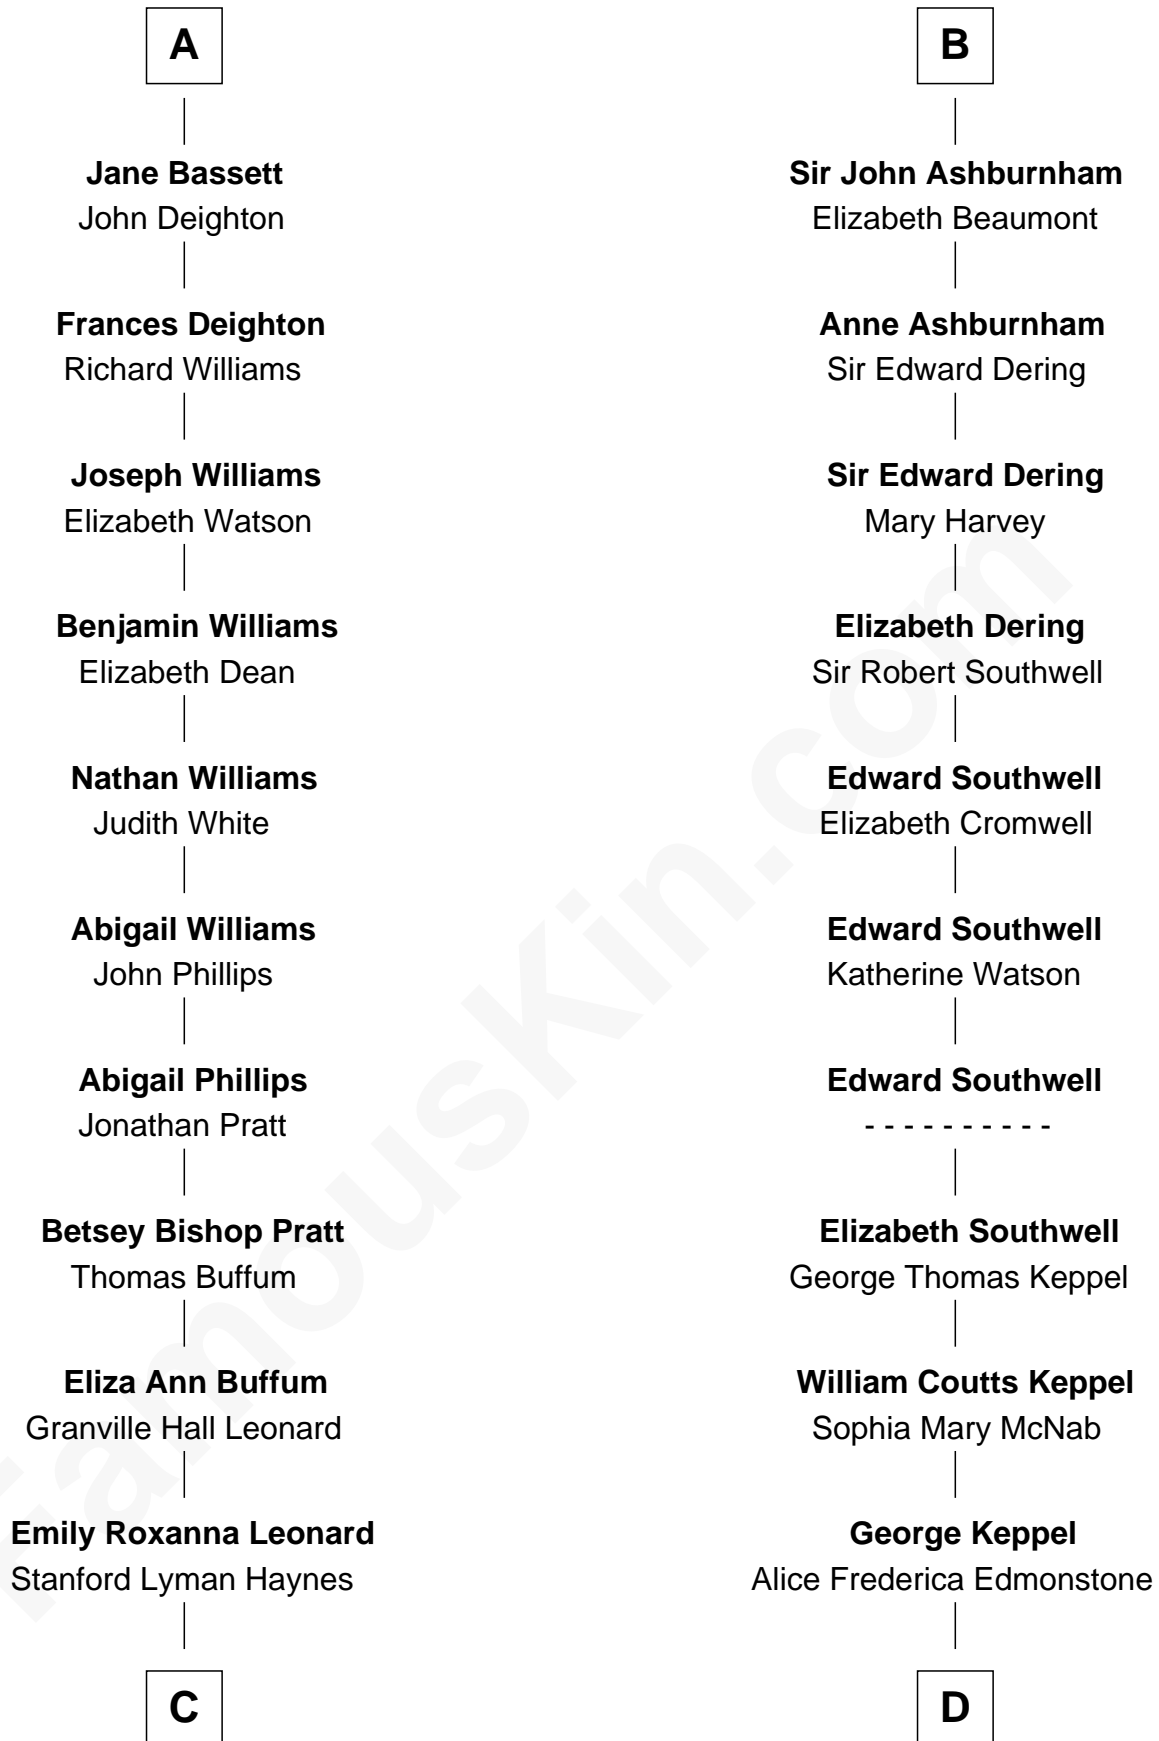 A
Jane Bassett
John Deighton
Frances Deighton
Richard Williams
Joseph Williams
Elizabeth Watson
Benjamin Williams
Elizabeth Dean
Nathan Williams
Judith White
Abigail Williams
John Phillips
Abigail Phillips
Jonathan Pratt
Betsey Bishop Pratt
Thomas Buffum
Eliza Ann Buffum
Granville Hall Leonard
Emily Roxanna Leonard
Stanford Lyman Haynes
C
B
Sir John Ashburnham
Elizabeth Beaumont
Anne Ashburnham
Sir Edward Dering
Sir Edward Dering
Mary Harvey
Elizabeth Dering
Sir Robert Southwell
Edward Southwell
Elizabeth Cromwell
Edward Southwell
Katherine Watson
Edward Southwell
- - - - - - - - - -
Elizabeth Southwell
George Thomas Keppel
William Coutts Keppel
Sophia Mary McNab
George Keppel
Alice Frederica Edmonstone
D
FamousKin.com